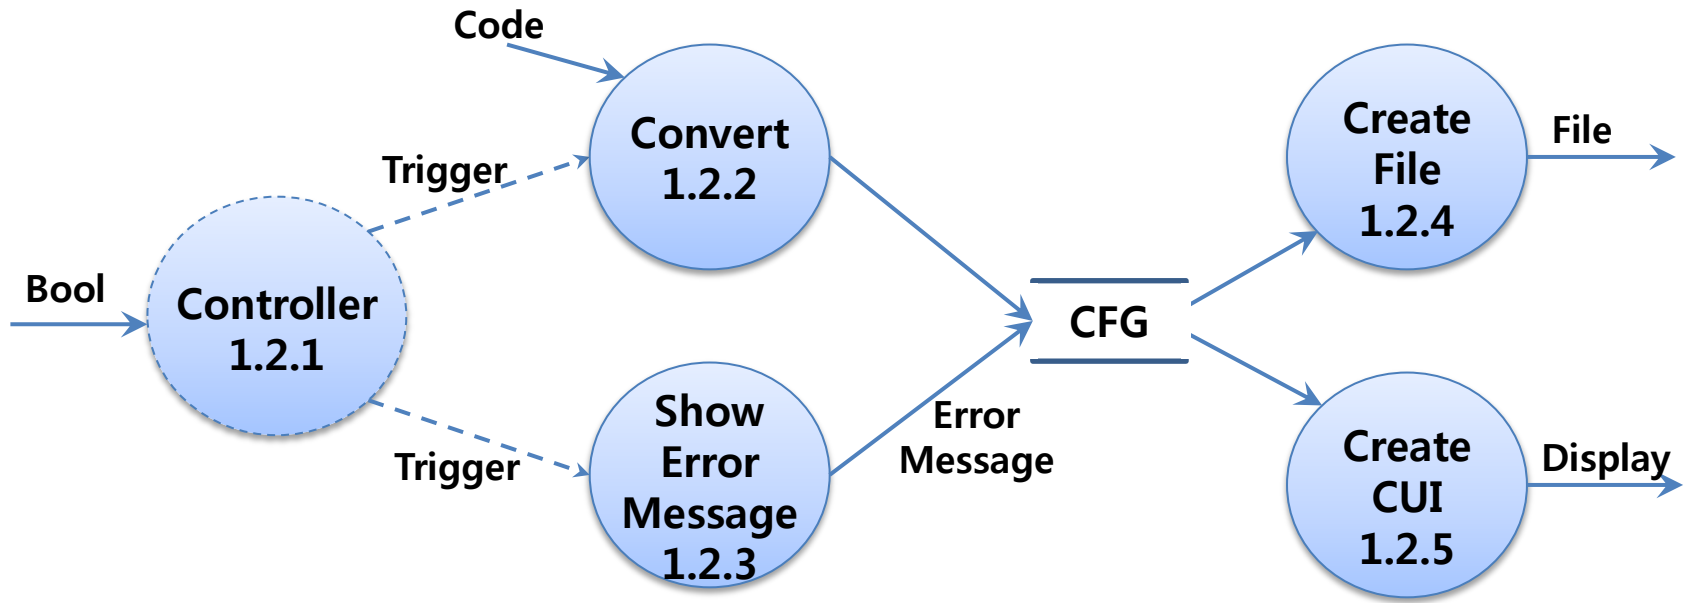 Code
Convert
1.2.2
Trigger
Bool
Controller
1.2.1
Trigger
Show
Error
Message
1.2.3
Error
Message
CFG
Create
File
1.2.4
File
Create
CUI
1.2.5
Display